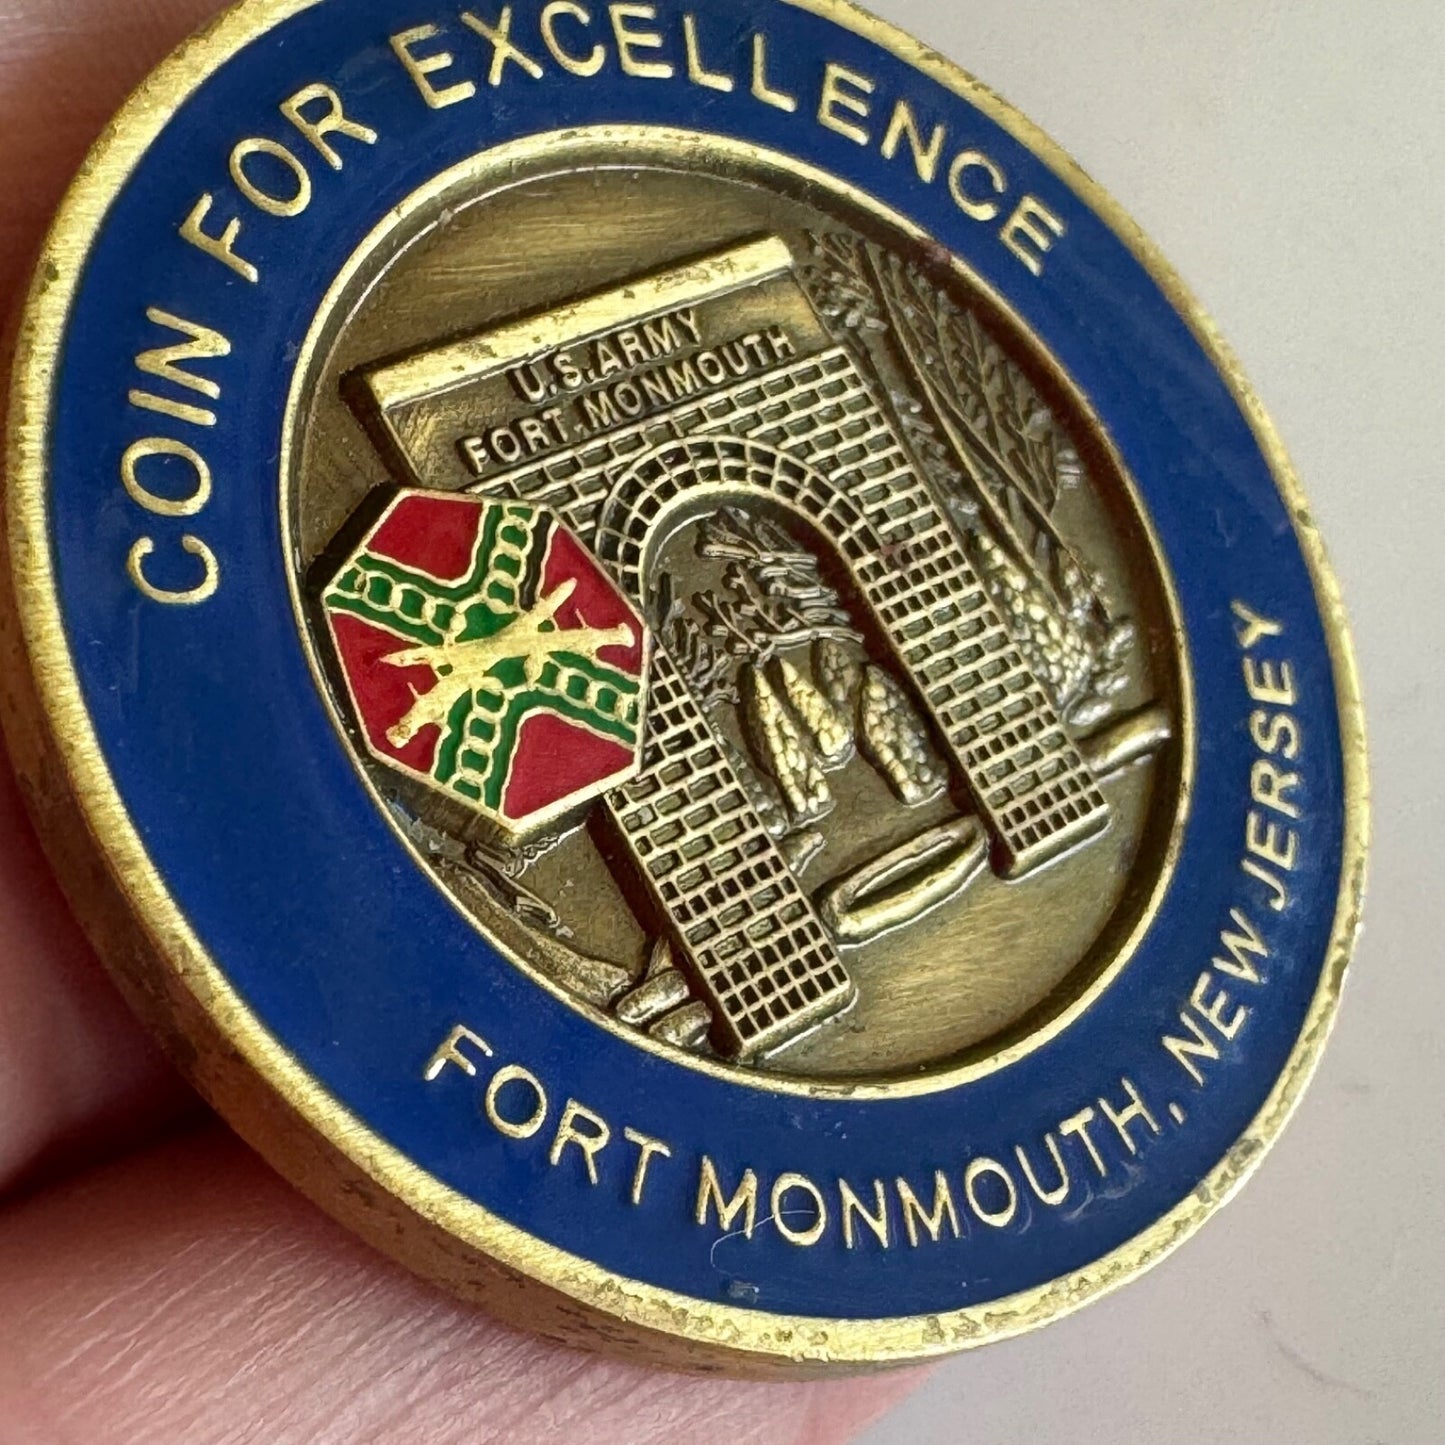 COIN FOR EXCELLENCE
U.S. ARMY
FORT. MONMOUTH
FORT MONMOUTH, NEW JERSEY